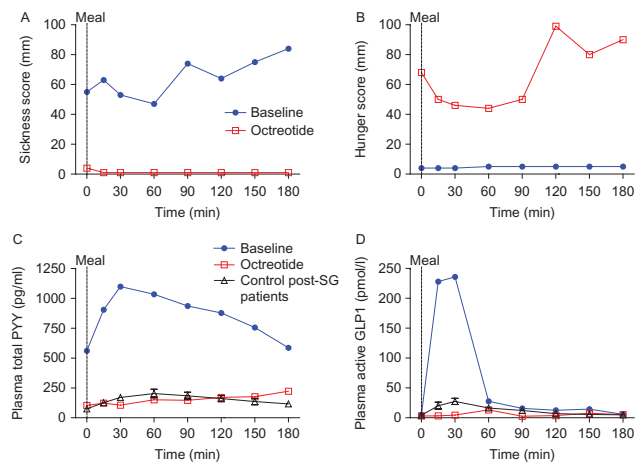 A
Meal
100
80
60
40
20
0
Sickness score (mm)
Baseline
Octreotide
0 30 60 90 120 150 180
Time (min)
B
Meal
100
80
60
40
20
0
Hunger score (mm)
0 30 60 90 120 150 180
Time (min)
C
Meal
1250
1000
750
500
250
0
Plasma total PYY (pg/ml)
Baseline
Octreotide
Control post-SG
patients
0 30 60 90 120 150 180
Time (min)
D
Meal
250
200
150
100
50
0
Plasma active GLP1 (pmol/l)
0 30 60 90 120 150 180
Time (min)